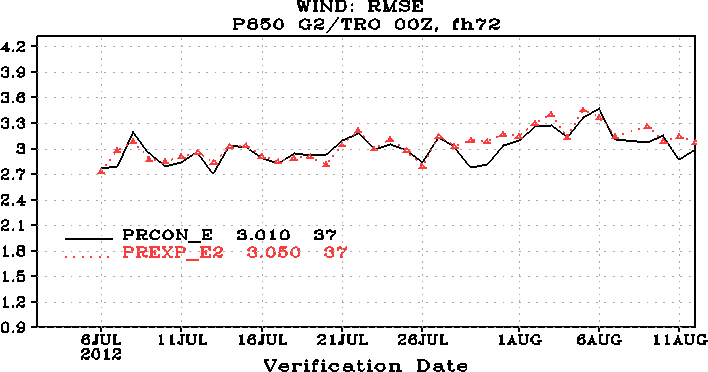 WIND: RMSE
P850 G2/TRO 00Z, fh72
4.2
3.9
3.6
3.3
3
2.7
2.4
2.1
1.8
1.5
1.2
0.9
PRCON_E 3.010 37
PREXP_E2 3.050 37
6JUL 11JUL 16JUL 21JUL 26JUL 1AUG 6AUG 11AUG
2012
Verification Date